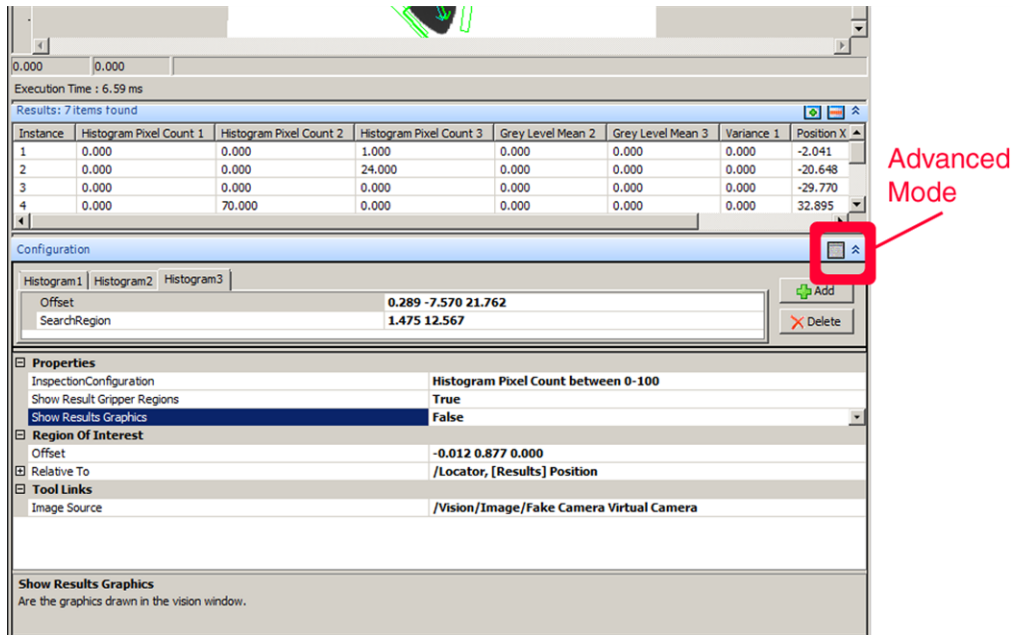 0.000 0.000
Execution Time : 6.59 ms
Results: 7 items found
Instance Histogram Pixel Count 1 Histogram Pixel Count 2 Histogram Pixel Count 3 Grey Level Mean 2 Grey Level Mean 3 Variance 1 Position X
1 0.000 0.000 1.000 0.000 0.000 0.000 -2.041
2 0.000 0.000 24.000 0.000 0.000 0.000 -20.648
3 0.000 0.000 0.000 0.000 0.000 0.000 -29.770
4 0.000 70.000 0.000 0.000 0.000 0.000 32.895
Advanced
Mode
Configuration
Histogram1 Histogram2 Histogram3
Add
Offset 0.289 -7.570 21.762
SearchRegion 1.475 12.567
Delete
Properties
InspectionConfiguration Histogram Pixel Count between 0-100
Show Result Gripper Regions True
Show Results Graphics False
Region Of Interest
Offset -0.012 0.877 0.000
Relative To /Locator, [Results] Position
Tool Links
Image Source /Vision/Image/Fake Camera Virtual Camera
Show Results Graphics
Are the graphics drawn in the vision window.